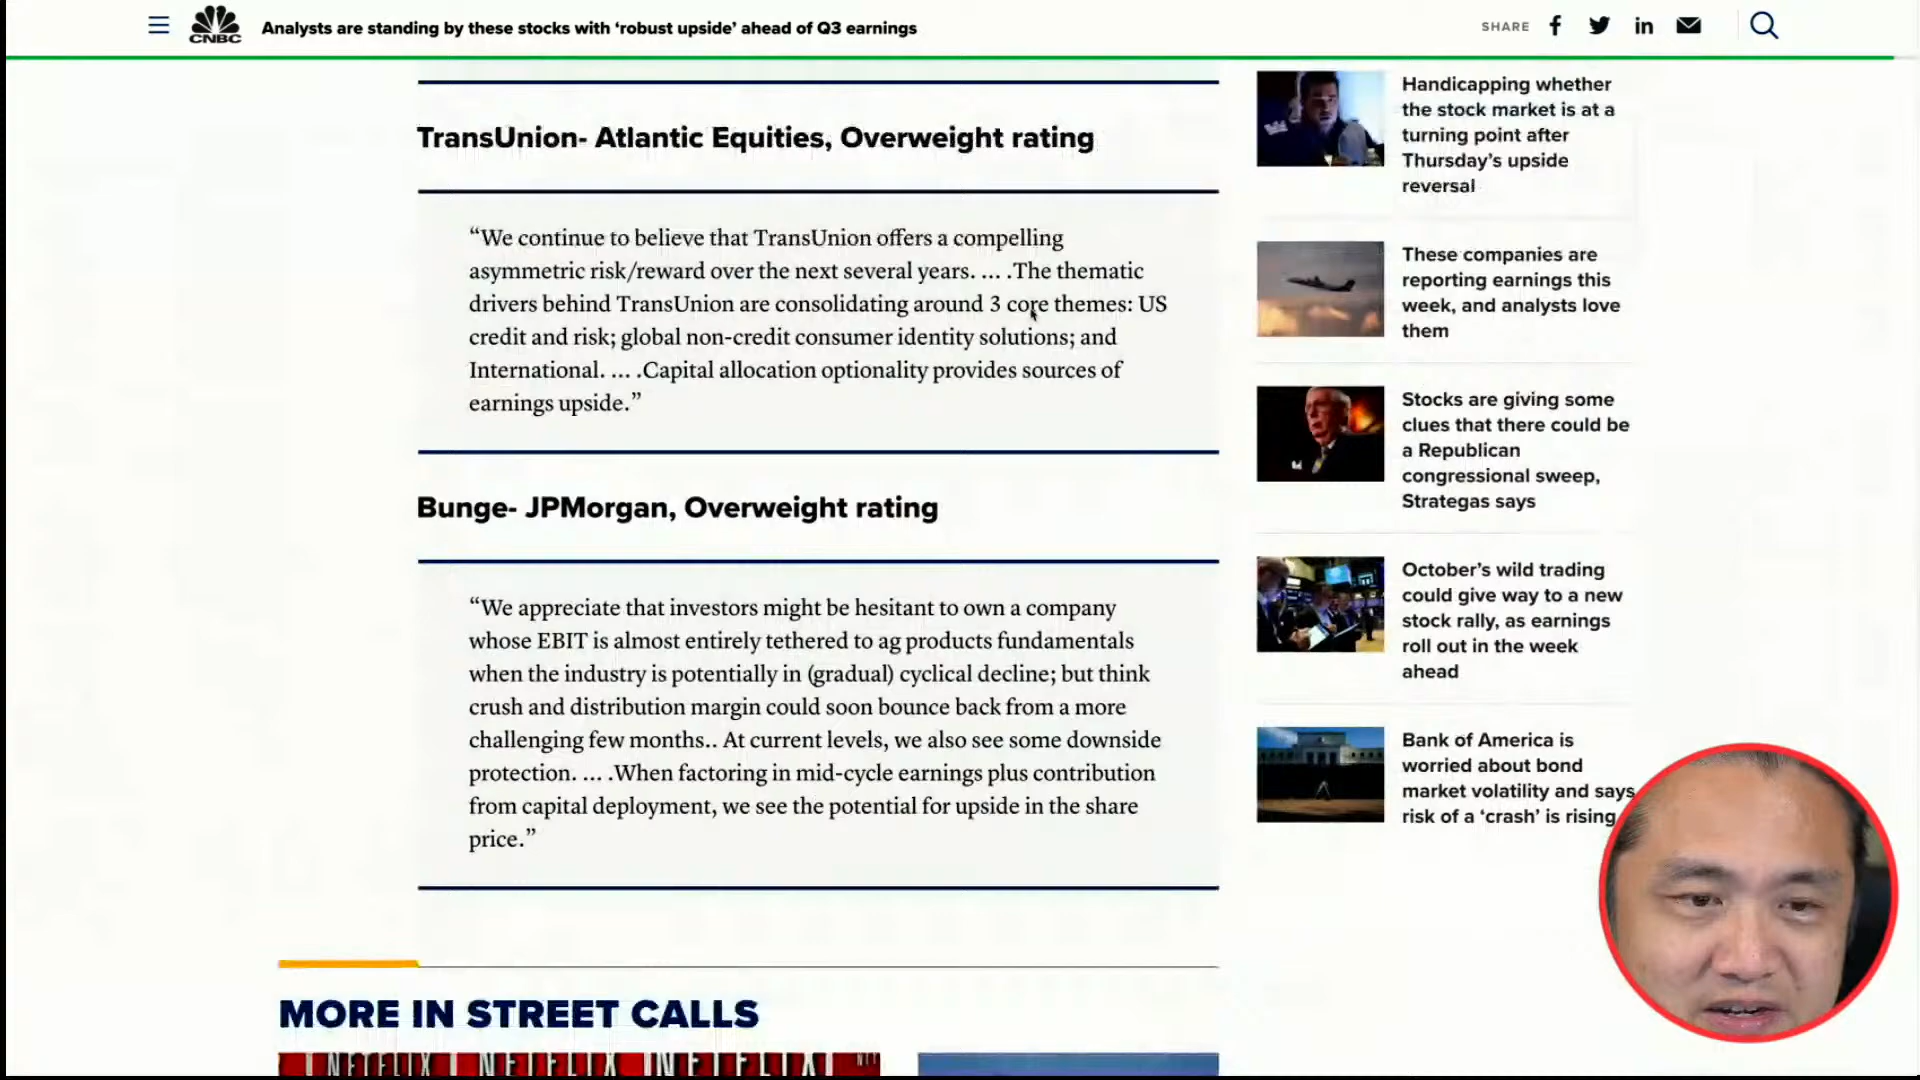 CNBC
Analysts are standing by these stocks with ‘robust upside’ ahead of Q3 earnings
SHARE
TransUnion- Atlantic Equities, Overweight rating
“We continue to believe that TransUnion offers a compelling
asymmetric risk/reward over the next several years. ... .The thematic
drivers behind TransUnion are consolidating around 3 core themes: US
credit and risk; global non-credit consumer identity solutions; and
International. ... .Capital allocation optionality provides sources of
earnings upside.”
Bunge- JPMorgan, Overweight rating
“We appreciate that investors might be hesitant to own a company
whose EBIT is almost entirely tethered to ag products fundamentals
when the industry is potentially in (gradual) cyclical decline; but think
crush and distribution margin could soon bounce back from a more
challenging few months.. At current levels, we also see some downside
protection. ... .When factoring in mid-cycle earnings plus contribution
from capital deployment, we see the potential for upside in the share
price.”
MORE IN STREET CALLS
NETFLIX NETFLIX NETFLIX
Handicapping whether
the stock market is at a
turning point after
Thursday’s upside
reversal
These companies are
reporting earnings this
week, and analysts love
them
Stocks are giving some
clues that there could be
a Republican
congressional sweep,
Strategas says
October’s wild trading
could give way to a new
stock rally, as earnings
roll out in the week
ahead
Bank of America is
worried about bond
market volatility and says
risk of a ‘crash’ is rising